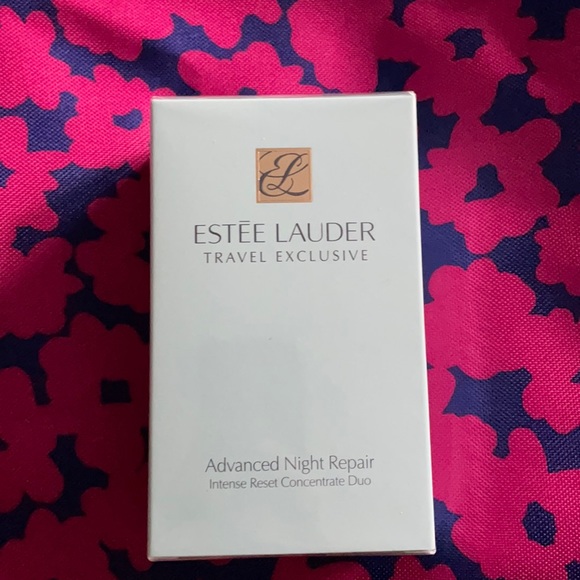 EL
ESTĒE LAUDER
TRAVEL EXCLUSIVE
Advanced Night Repair
Intense Reset Concentrate Duo